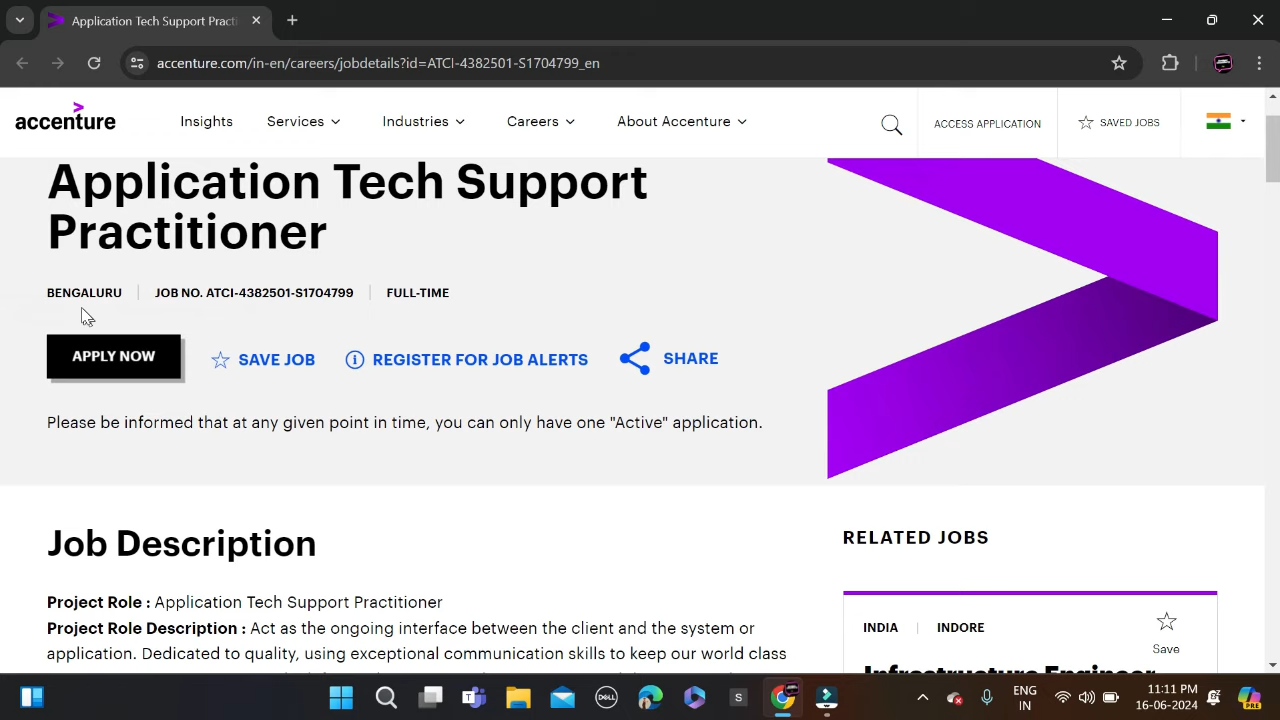 Application Tech Support Practi
accenture.com/in-en/careers/jobdetails?id=ATCI-4382501-S1704799_en
accenture
Insights
Services
Industries
Careers
About Accenture
ACCESS APPLICATION
SAVED JOBS
Application Tech Support
Practitioner
BENGALURU
JOB NO. ATCI-4382501-S1704799
FULL-TIME
APPLY NOW
SAVE JOB
REGISTER FOR JOB ALERTS
SHARE
Please be informed that at any given point in time, you can only have one "Active" application.
Job Description
RELATED JOBS
Project Role : Application Tech Support Practitioner
Project Role Description : Act as the ongoing interface between the client and the system or
application. Dedicated to quality, using exceptional communication skills to keep our world class
INDIA
INDORE
Save
Infrastructure Engineer
DELL
S
ENG
IN
11:11 PM
16-06-2024
PRE